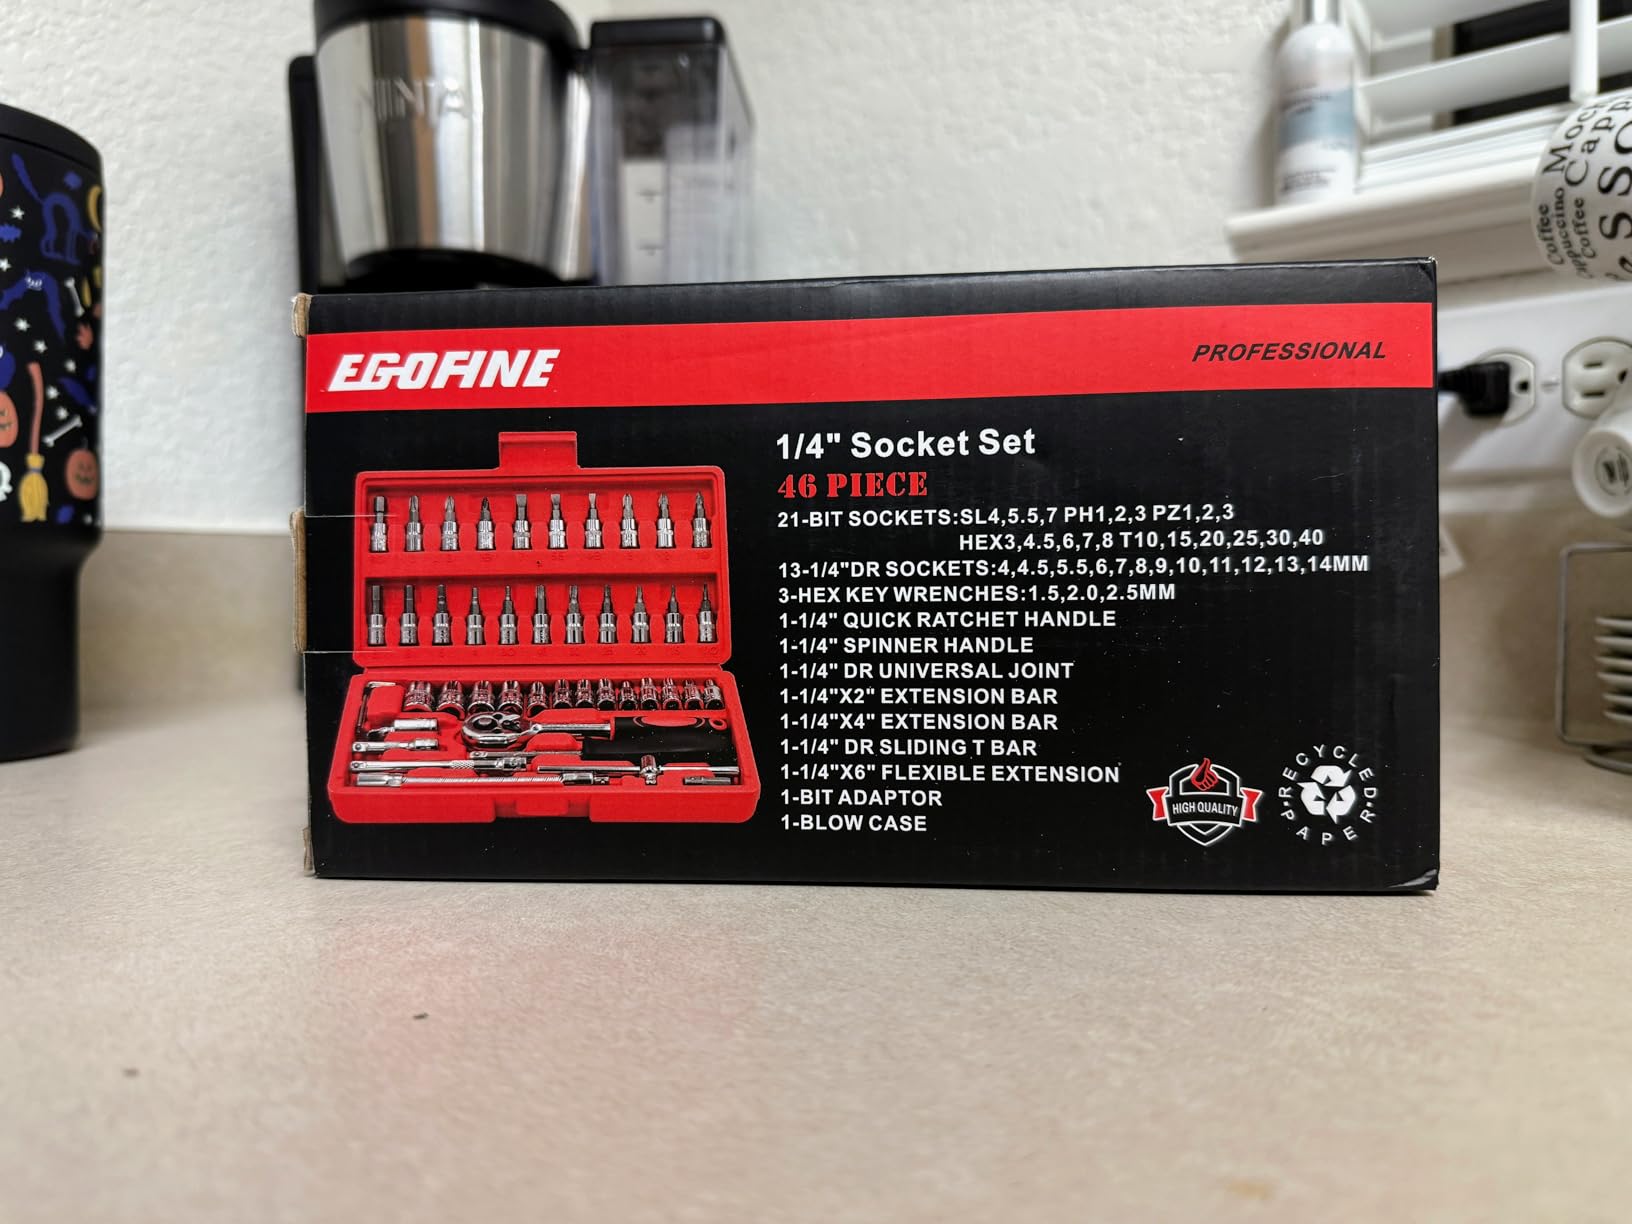 NINJA
EGOFINE
PROFESSIONAL
1/4" Socket Set
46 PIECE
21-BIT SOCKETS:SL4,5.5,7 PH1,2,3 PZ1,2,3
HEX3,4.5,6,7,8 T10,15,20,25,30,40
13-1/4"DR SOCKETS:4,4.5,5.5,6,7,8,9,10,11,12,13,14MM
3-HEX KEY WRENCHES:1.5,2.0,2.5MM
1-1/4" QUICK RATCHET HANDLE
1-1/4" SPINNER HANDLE
1-1/4" DR UNIVERSAL JOINT
1-1/4"X2" EXTENSION BAR
1-1/4"X4" EXTENSION BAR
1-1/4" DR SLIDING T BAR
1-1/4"X6" FLEXIBLE EXTENSION
1-BIT ADAPTOR
1-BLOW CASE
HIGH QUALITY
RECYCLED PAPER
Coffee
Coffee